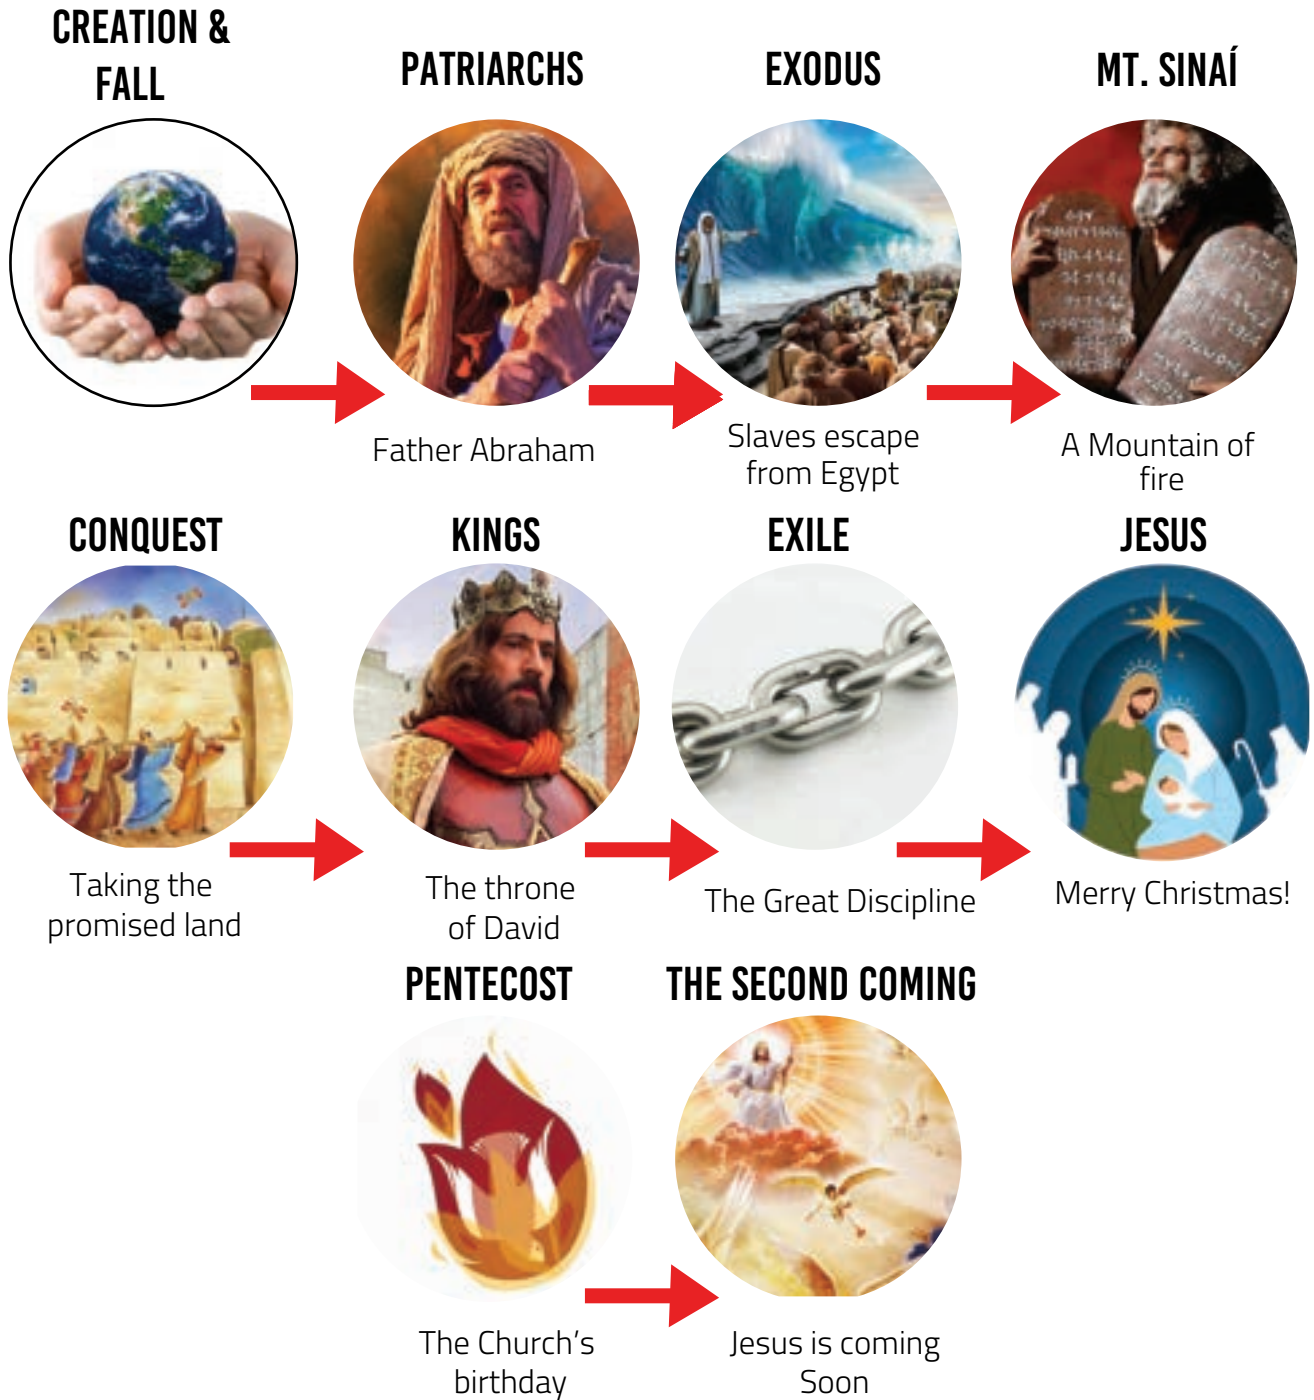 CREATION &
FALL
PATRIARCHS
EXODUS
MT. SINAÍ
Father Abraham
Slaves escape
from Egypt
A Mountain of
fire
CONQUEST
KINGS
EXILE
JESUS
Taking the
promised land
The throne
of David
The Great Discipline
Merry Christmas!
PENTECOST
THE SECOND COMING
The Church's
birthday
Jesus is coming
Soon